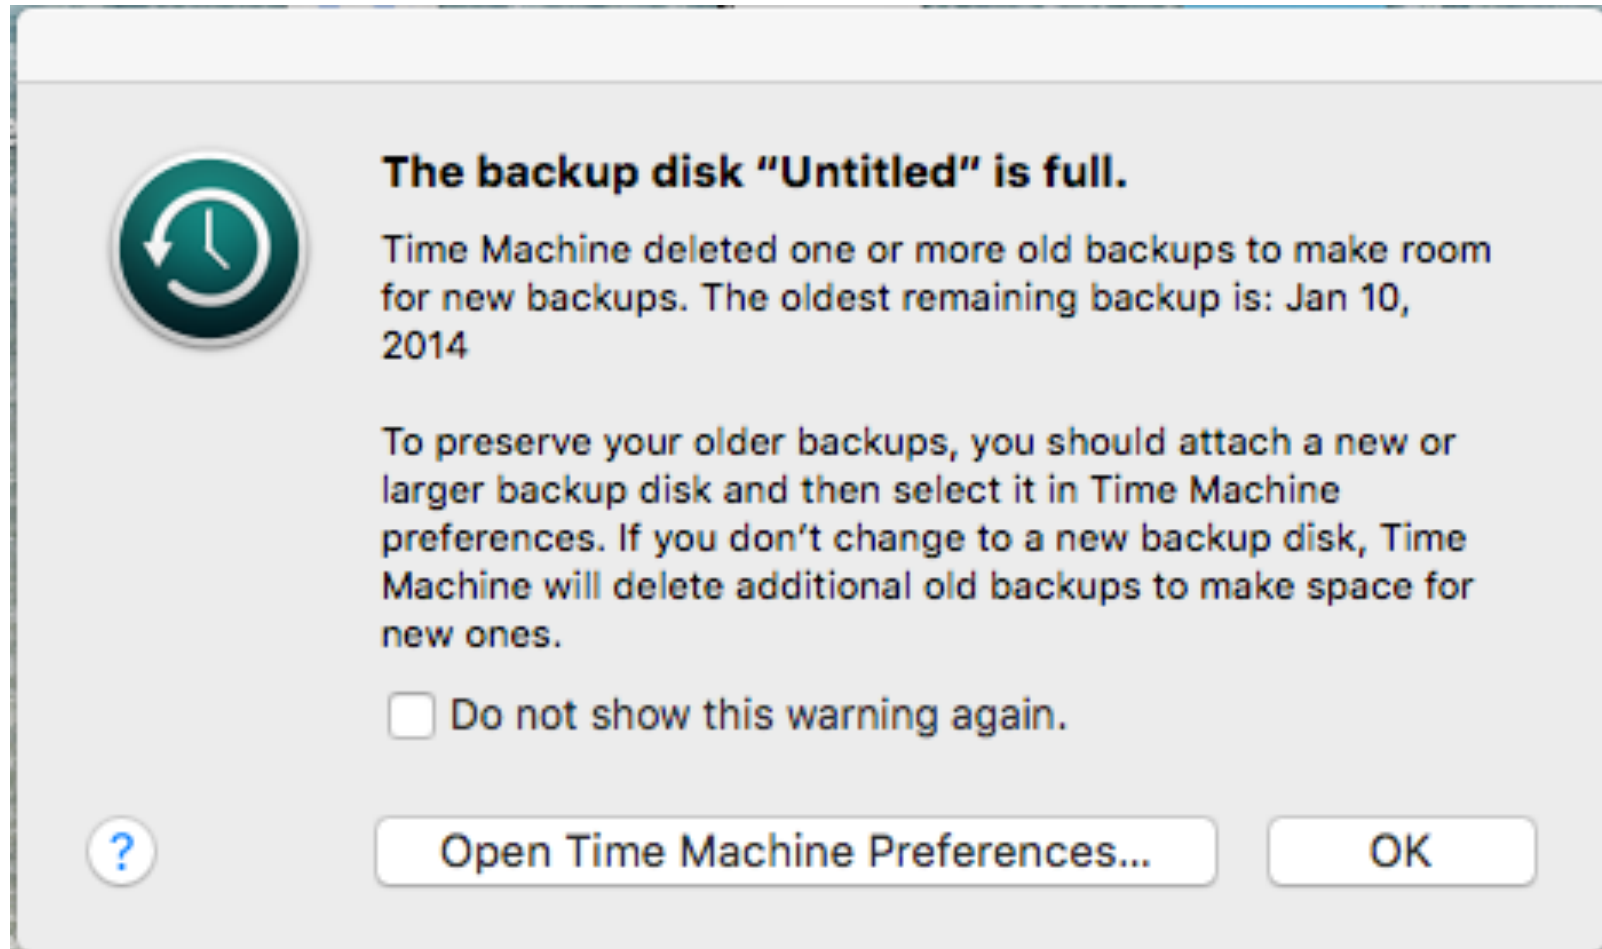 The backup disk “Untitled” is full.
Time Machine deleted one or more old backups to make room
for new backups. The oldest remaining backup is: Jan 10,
2014
To preserve your older backups, you should attach a new or
larger backup disk and then select it in Time Machine
preferences. If you don’t change to a new backup disk, Time
Machine will delete additional old backups to make space for
new ones.
Do not show this warning again.
?
Open Time Machine Preferences...
OK